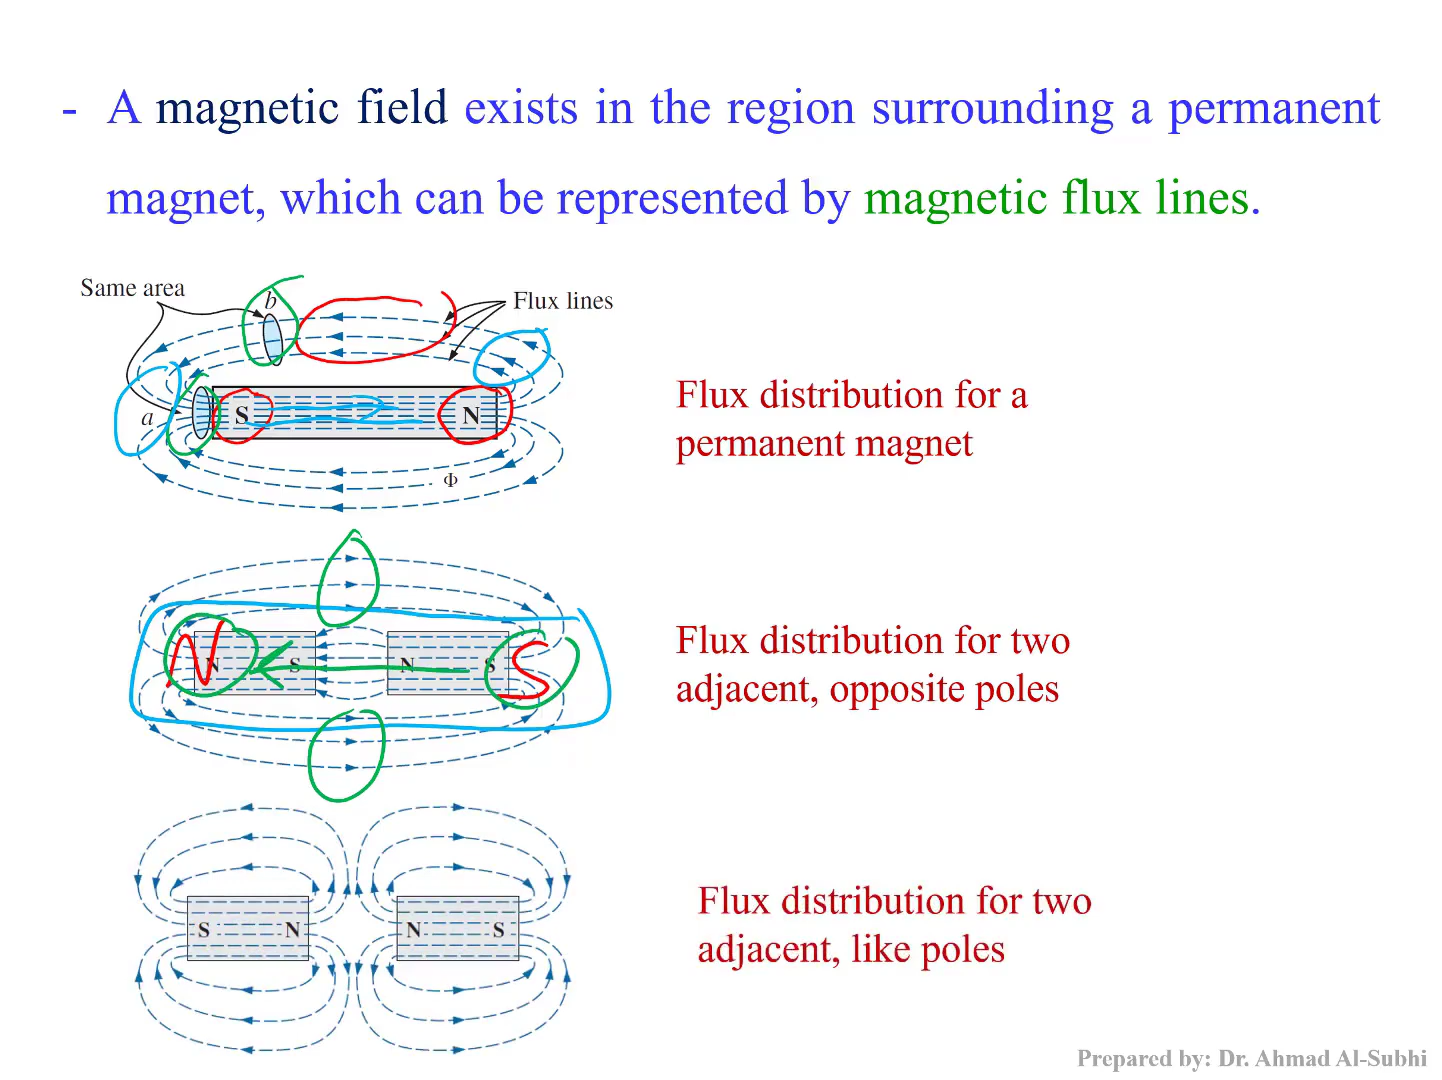 - A magnetic field exists in the region surrounding a permanent
magnet, which can be represented by magnetic flux lines.
Same area
b
Flux lines
a
S
N
Φ
Flux distribution for a
permanent magnet
N
N
S
N
S
S
Flux distribution for two
adjacent, opposite poles
S
N
N
S
Flux distribution for two
adjacent, like poles
Prepared by: Dr. Ahmad Al-Subhi